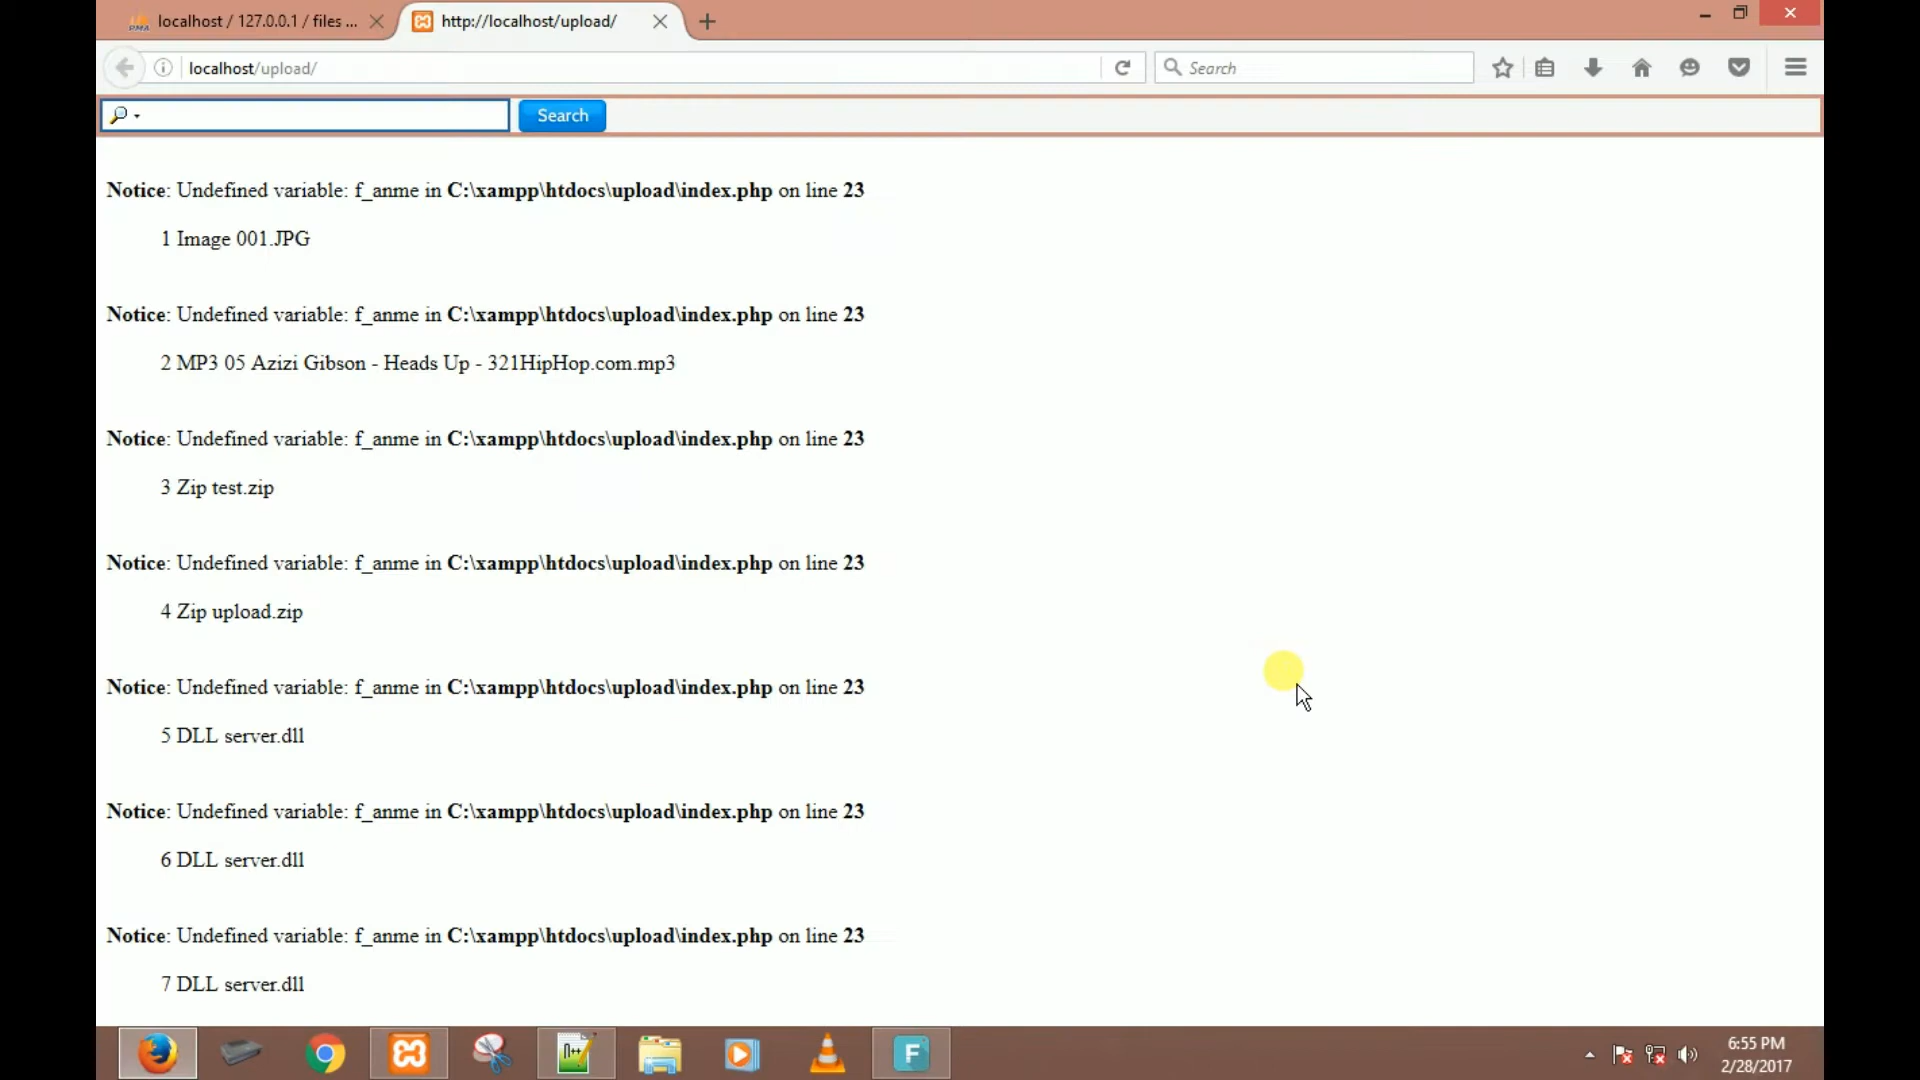 localhost / 127.0.0.1 / files ...
http://localhost/upload/
localhost/upload/
Search
Search
Notice: Undefined variable: f_anme in C:\xampp\htdocs\upload\index.php on line 23
1 Image 001.JPG
Notice: Undefined variable: f_anme in C:\xampp\htdocs\upload\index.php on line 23
2 MP3 05 Azizi Gibson - Heads Up - 321HipHop.com.mp3
Notice: Undefined variable: f_anme in C:\xampp\htdocs\upload\index.php on line 23
3 Zip test.zip
Notice: Undefined variable: f_anme in C:\xampp\htdocs\upload\index.php on line 23
4 Zip upload.zip
Notice: Undefined variable: f_anme in C:\xampp\htdocs\upload\index.php on line 23
5 DLL server.dll
Notice: Undefined variable: f_anme in C:\xampp\htdocs\upload\index.php on line 23
6 DLL server.dll
Notice: Undefined variable: f_anme in C:\xampp\htdocs\upload\index.php on line 23
7 DLL server.dll
F
6:55 PM
2/28/2017